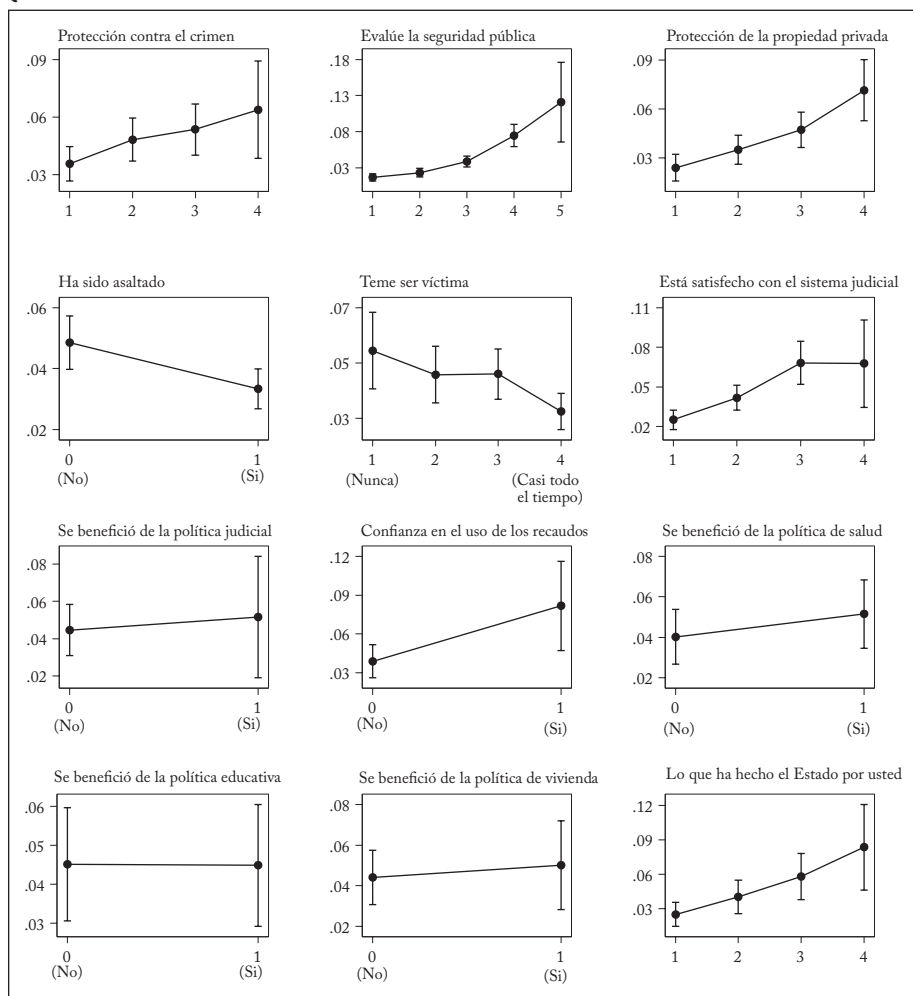 Protección contra el crimen
.09
.06
.03
1 2 3 4
Evalúe la seguridad pública
.18
.13
.08
.03
1 2 3 4 5
Protección de la propiedad privada
.09
.06
.03
1 2 3 4
Ha sido asaltado
.06
.04
.02
0 1
(No) (Si)
Teme ser víctima
.07
.05
.03
1 2 3 4
(Nunca) (Casi todo
el tiempo)
Está satisfecho con el sistema judicial
.11
.08
.05
.02
1 2 3 4
Se benefició de la política judicial
.08
.06
.04
.02
0 1
(No) (Si)
Confianza en el uso de los recaudos
.12
.09
.06
.03
0 1
(No) (Si)
Se benefició de la política de salud
.08
.06
.04
.02
0 1
(No) (Si)
Se benefició de la política educativa
.06
.05
.04
.03
0 1
(No) (Si)
Se benefició de la política de vivienda
.08
.06
.04
.02
0 1
(No) (Si)
Lo que ha hecho el Estado por usted
.12
.09
.06
.03
1 2 3 4